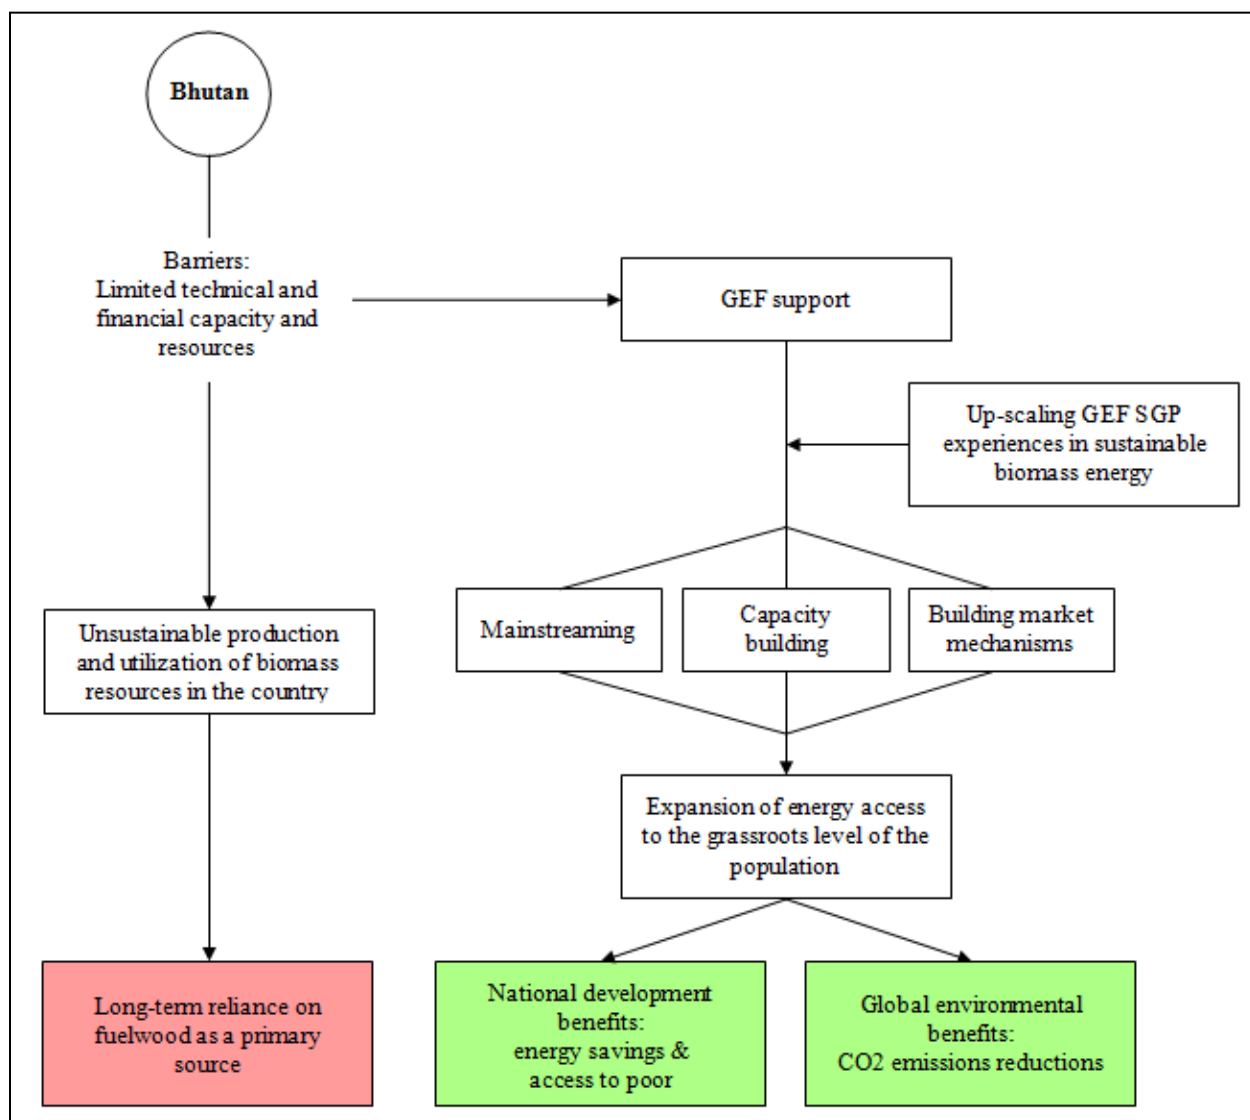 Bhutan
Barriers:
Limited technical and
financial capacity and
resources
GEF support
Up-scaling GEF SGP
experiences in sustainable
biomass energy
Mainstreaming
Capacity
building
Building market
mechanisms
Unsustainable production
and utilization of biomass
resources in the country
Expansion of energy access
to the grassroots level of the
population
Long-term reliance on
fuelwood as a primary
source
National development
benefits:
energy savings &
access to poor
Global environmental
benefits:
CO2 emissions reductions